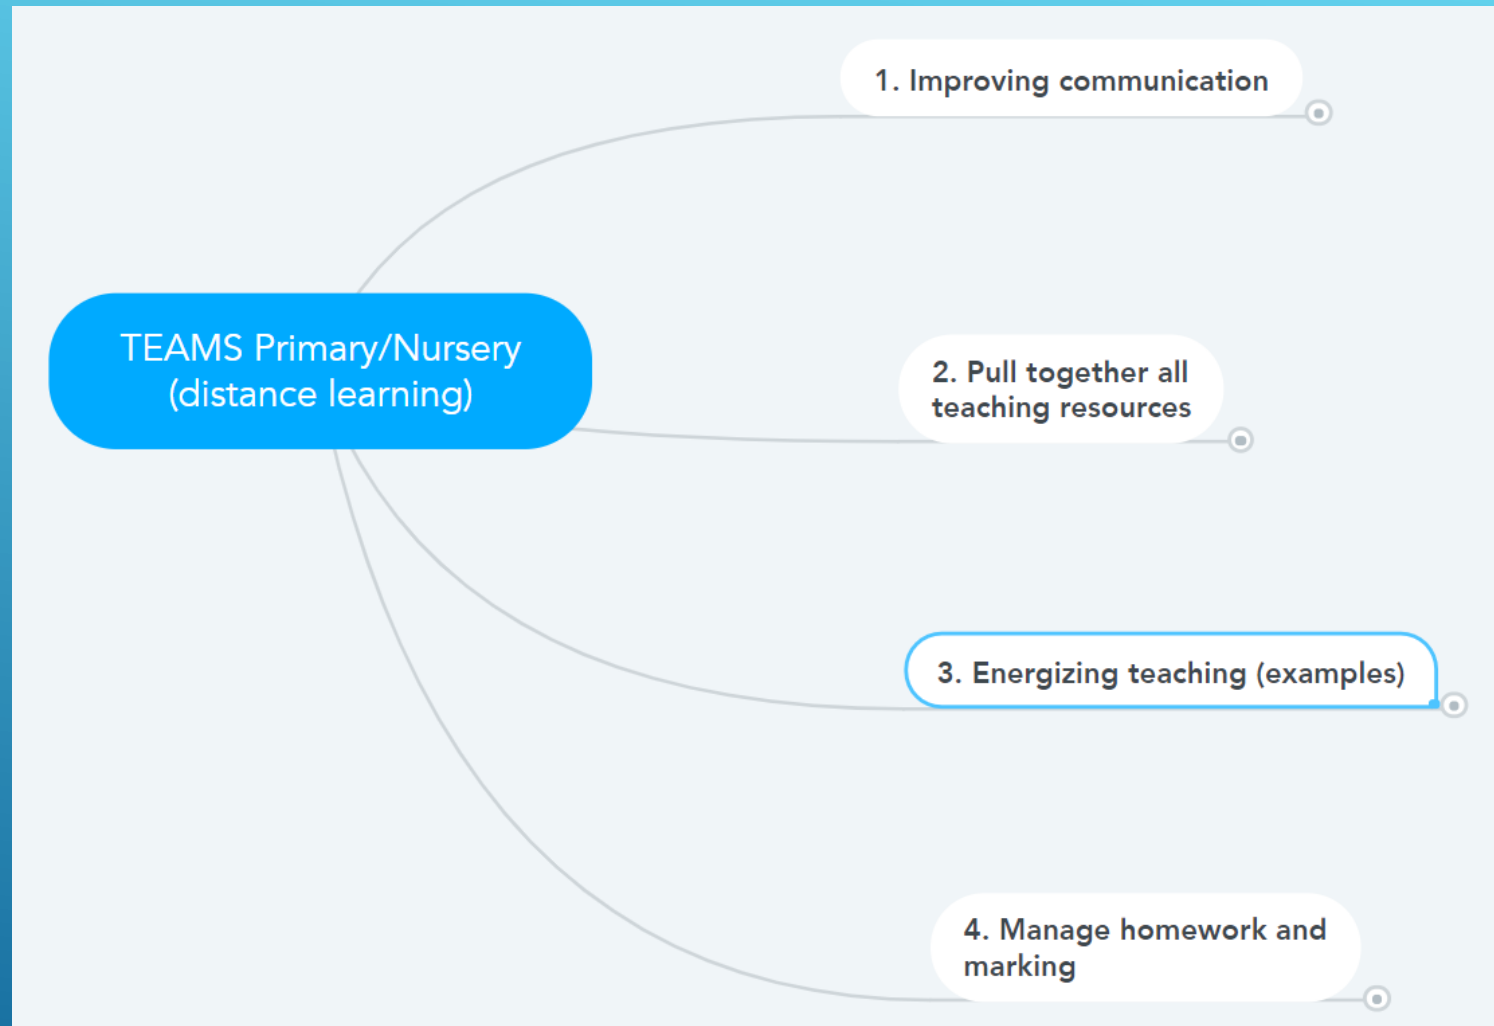 1. Improving communication
TEAMS Primary/Nursery
(distance learning)
2. Pull together all
teaching resources
3. Energizing teaching (examples)
4. Manage homework and
marking